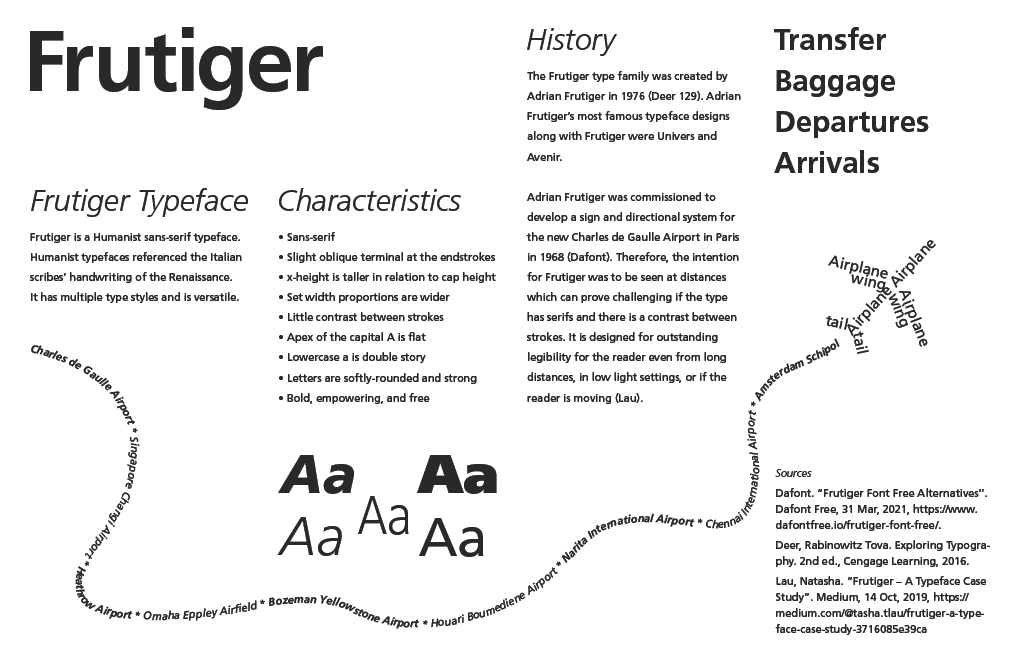 Frutiger
Frutiger Typeface
Frutiger is a Humanist sans-serif typeface.
Humanist typefaces referenced the Italian
scribes’ handwriting of the Renaissance.
It has multiple type styles and is versatile.
Characteristics
• Sans-serif
• Slight oblique terminal at the endstrokes
• x-height is taller in relation to cap height
• Set width proportions are wider
• Little contrast between strokes
• Apex of the capital A is flat
• Lowercase a is double story
• Letters are softly-rounded and strong
• Bold, empowering, and free
Aa Aa
Aa
Aa Aa
History
The Frutiger type family was created by
Adrian Frutiger in 1976 (Deer 129). Adrian
Frutiger’s most famous typeface designs
along with Frutiger were Univers and
Avenir.
Adrian Frutiger was commissioned to
develop a sign and directional system for
the new Charles de Gaulle Airport in Paris
in 1968 (Dafont). Therefore, the intention
for Frutiger was to be seen at distances
which can prove challenging if the type
has serifs and there is a contrast between
strokes. It is designed for outstanding
legibility for the reader even from long
distances, in low light settings, or if the
reader is moving (Lau).
Transfer
Baggage
Departures
Arrivals
Charles de Gaulle Airport * Singapore Changi Airport * Heathrow Airport * Omaha Eppley Airfield * Bozeman Yellowstone Airport * Houari Boumediene Airport * Narita International Airport * Chennai International Airport * Amsterdam Schipol
Airplane Airplane
Airplane
wing
Airplane
wing
tail
tail
Sources
Dafont. “Frutiger Font Free Alternatives”.
Dafont Free, 31 Mar, 2021, https://www.
dafontfree.io/frutiger-font-free/.
Deer, Rabinowitz Tova. Exploring Typogra-
phy. 2nd ed., Cengage Learning, 2016.
Lau, Natasha. “Frutiger – A Typeface Case
Study”. Medium, 14 Oct, 2019, https://
medium.com/@tasha.tlau/frutiger-a-type-
face-case-study-3716085e39ca